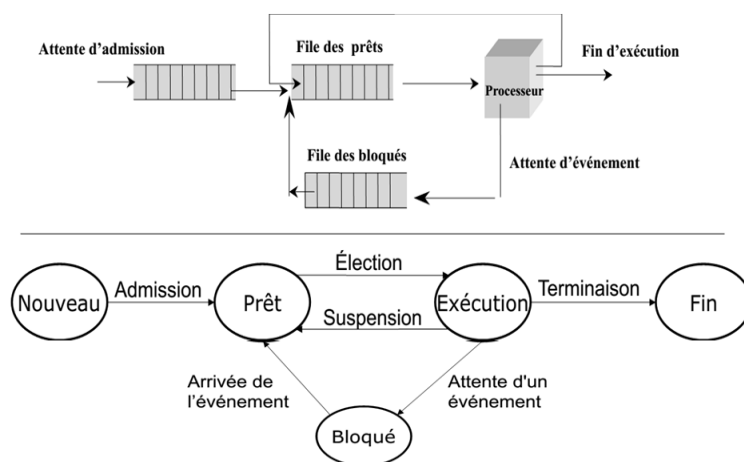 Attente d'admission
File des prêts
Fin d'exécution
Processeur
File des bloqués
Attente d'événement
Élection
Nouveau
Admission
Prêt
Exécution
Terminaison
Fin
Suspension
Arrivée de
l'événement
Attente d'un
événement
Bloqué